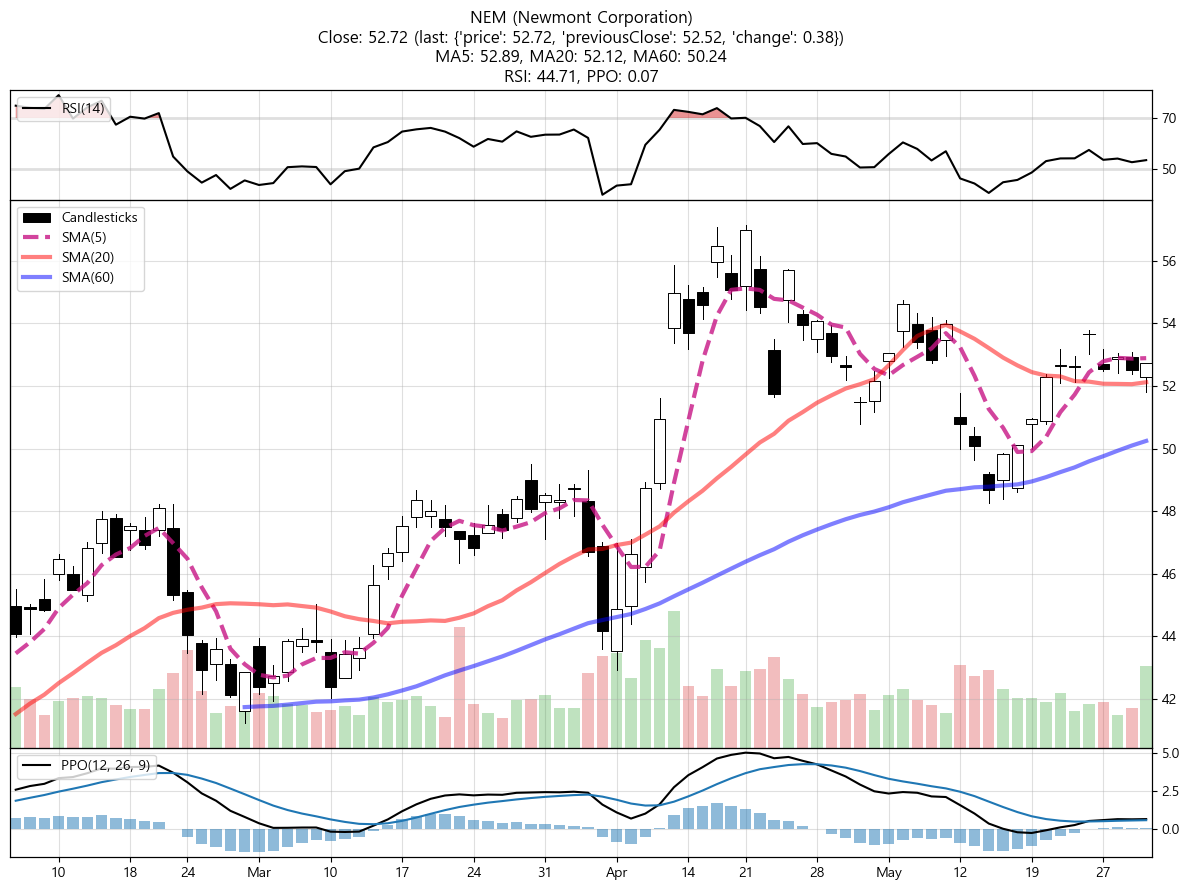 NEM (Newmont Corporation)
Close: 52.72 (last: {'price': 52.72, 'previousClose': 52.52, 'change': 0.38})
MA5: 52.89, MA20: 52.12, MA60: 50.24
RSI: 44.71, PPO: 0.07
RSI(14)
70
50
Candlesticks
SMA(5)
SMA(20)
SMA(60)
56
54
52
50
48
46
44
42
PPO(12, 26, 9)
5.0
2.5
0.0
10 18 24 Mar 10 17 24 31 Apr 14 21 28 May 12 19 27